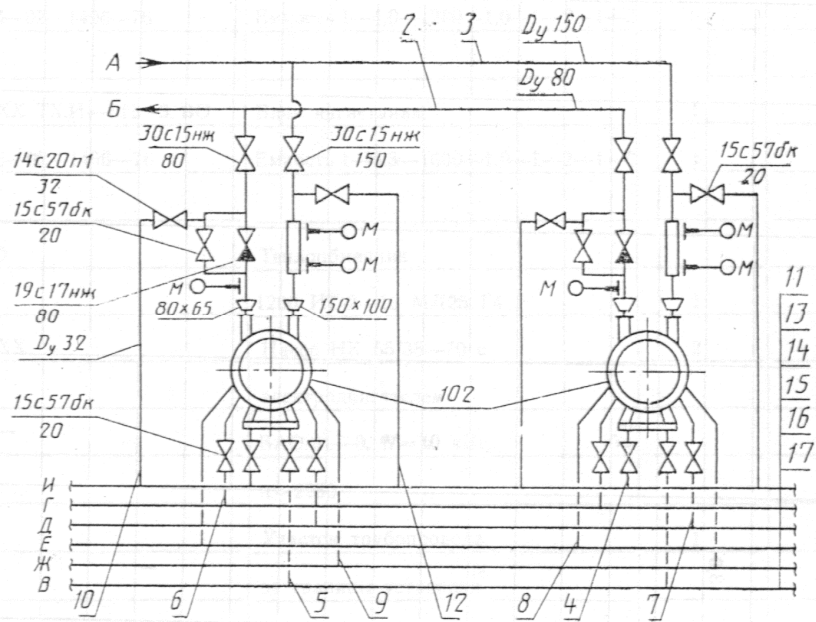 2
3
Dу 150
А
Б
Dу 80
30с15нж
80
30с15нж
150
14с20п1
32
15с57бк
20
15с57бк
20
М
М
М
М
М
М
19с17нж
80
80×65
150×100
11
13
14
15
16
17
Dу 32
102
15с57бк
20
И
Г
Д
Е
Ж
В
10
6
5
9
12
8
4
7